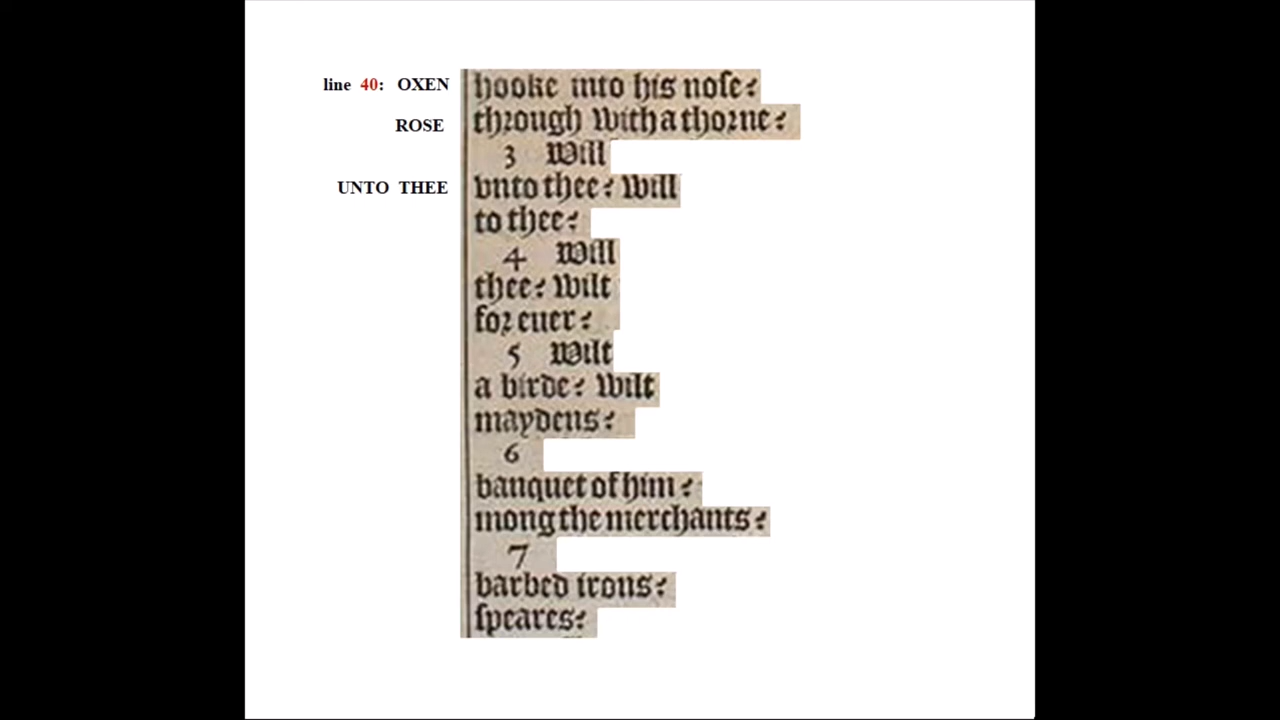 line 40: OXEN hooke into his nose?
ROSE through with a thorne?
3 Will
UNTO THEE vnto thee? Will
to thee?
4 Will
thee? Wilt
for euer?
5 Wilt
a birde? Wilt
maydens?
6
banquet of him?
mong the merchants?
7
barbed irons?
speares?